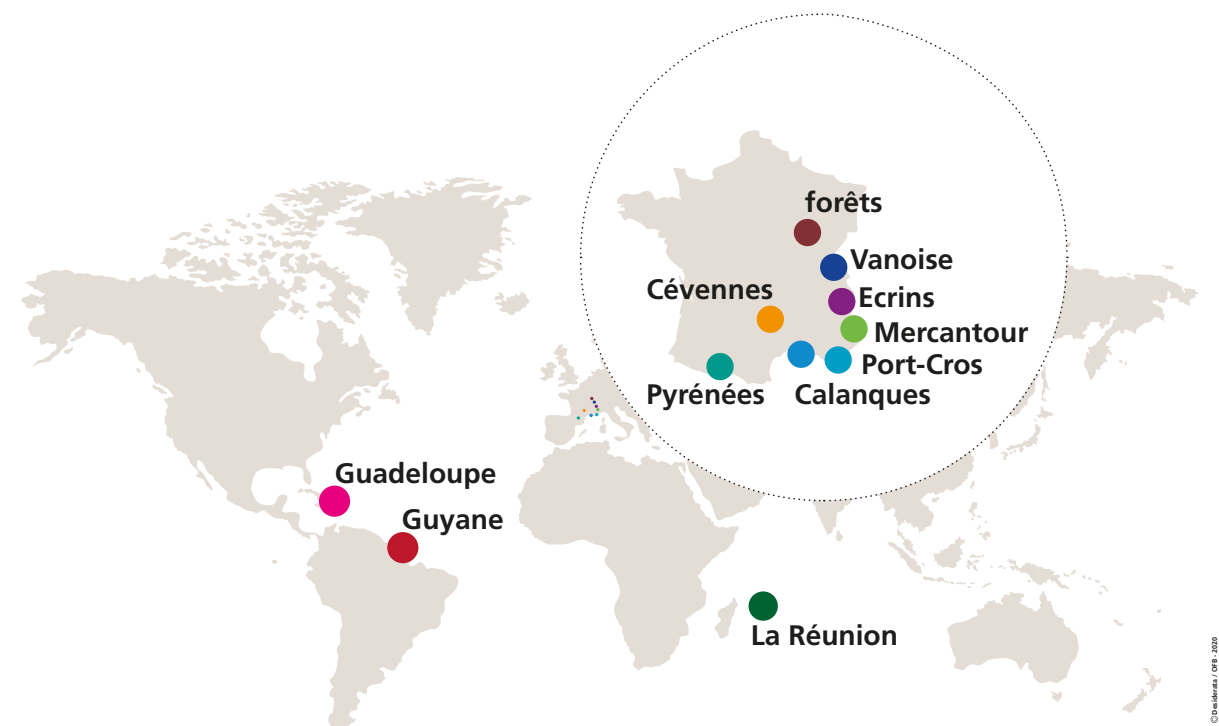 forêts
Vanoise
Cévennes
Ecrins
Mercantour
Port-Cros
Pyrénées
Calanques
Guadeloupe
Guyane
La Réunion
© Desiderata / OFB - 2020